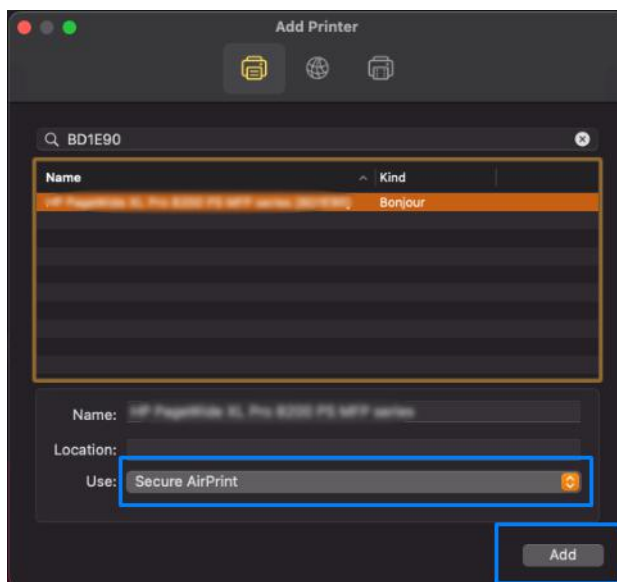 Add Printer
BD1E90
Name Kind
Bonjour
Name:
Location:
Use: Secure AirPrint
Add